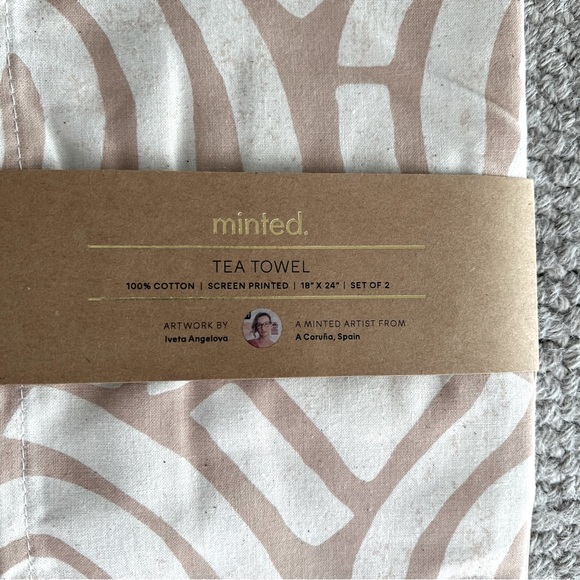 minted.
TEA TOWEL
100% COTTON | SCREEN PRINTED | 18" X 24" | SET OF 2
ARTWORK BY
Iveta Angelova
A MINTED ARTIST FROM
A Coruña, Spain